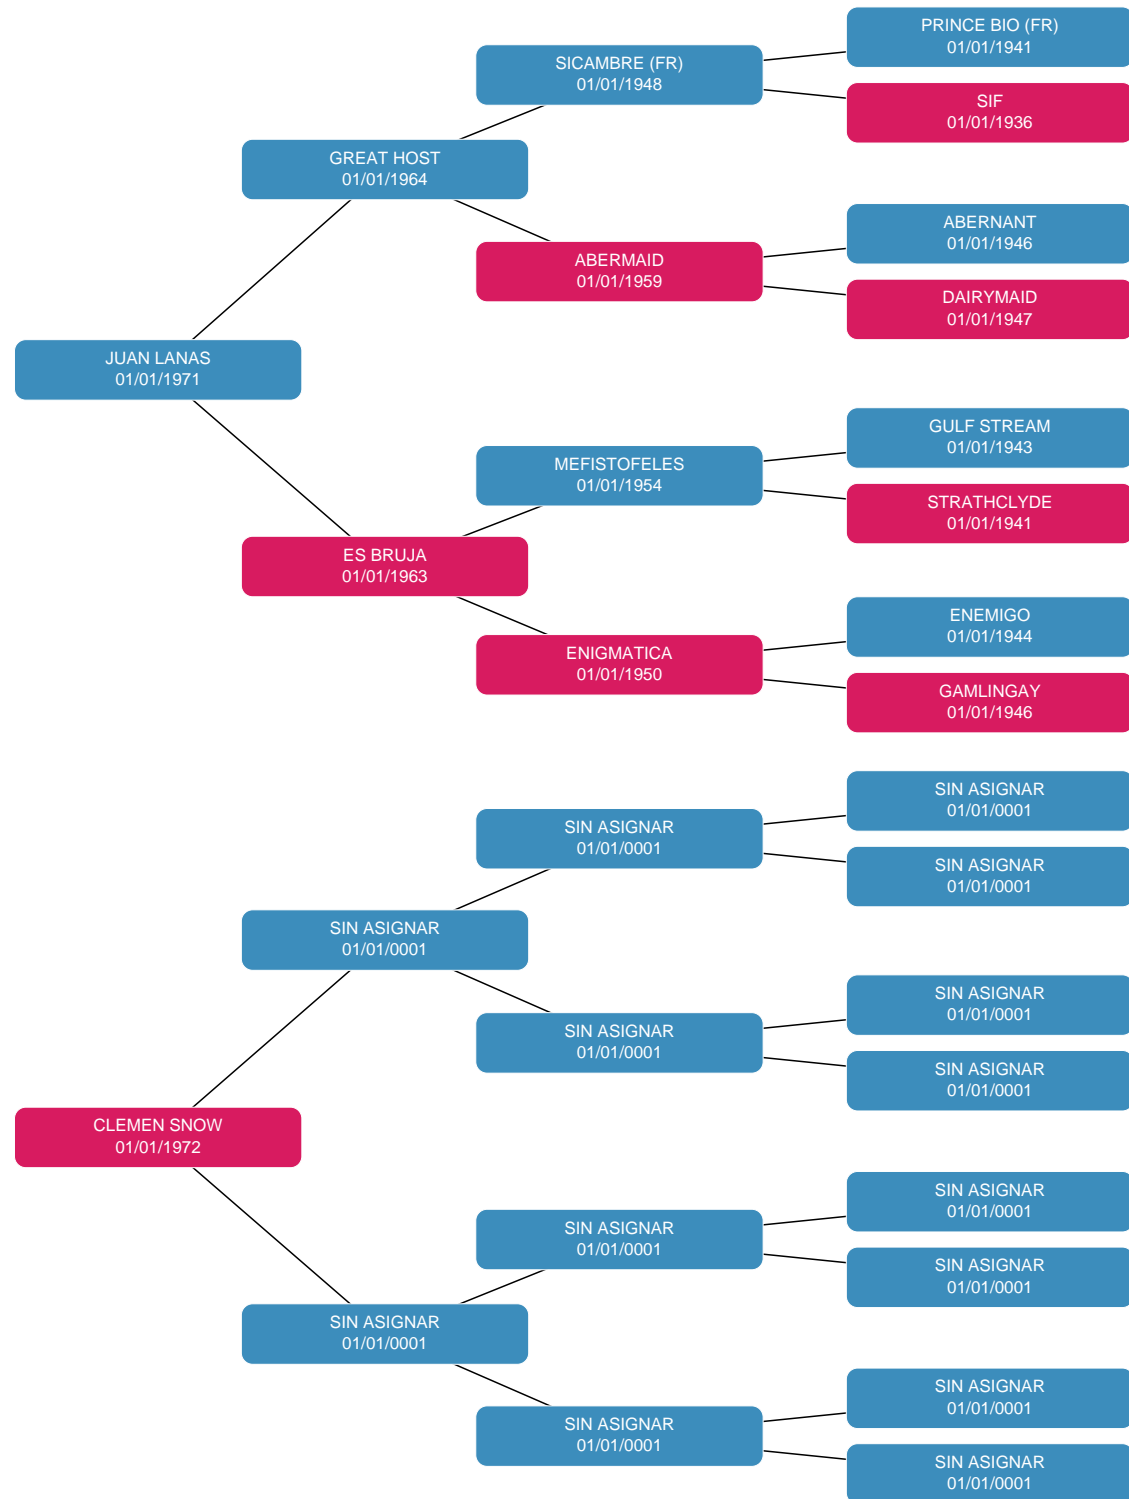 PRINCE BIO (FR)
01/01/1941
SICAMBRE (FR)
01/01/1948
SIF
01/01/1936
GREAT HOST
01/01/1964
ABERNANT
01/01/1946
ABERMAID
01/01/1959
DAIRYMAID
01/01/1947
JUAN LANAS
01/01/1971
GULF STREAM
01/01/1943
MEFISTOFELES
01/01/1954
STRATHCLYDE
01/01/1941
ES BRUJA
01/01/1963
ENEMIGO
01/01/1944
ENIGMATICA
01/01/1950
GAMLINGAY
01/01/1946
SIN ASIGNAR
01/01/0001
SIN ASIGNAR
01/01/0001
SIN ASIGNAR
01/01/0001
SIN ASIGNAR
01/01/0001
SIN ASIGNAR
01/01/0001
SIN ASIGNAR
01/01/0001
SIN ASIGNAR
01/01/0001
CLEMEN SNOW
01/01/1972
SIN ASIGNAR
01/01/0001
SIN ASIGNAR
01/01/0001
SIN ASIGNAR
01/01/0001
SIN ASIGNAR
01/01/0001
SIN ASIGNAR
01/01/0001
SIN ASIGNAR
01/01/0001
SIN ASIGNAR
01/01/0001